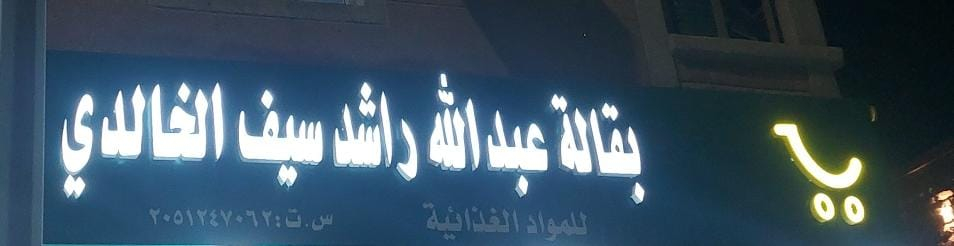 بقالة عبدالله راشد سيف الخالدي
للمواد الغذائية س.ت:٢٠٥١٢٤٧٠٦٢